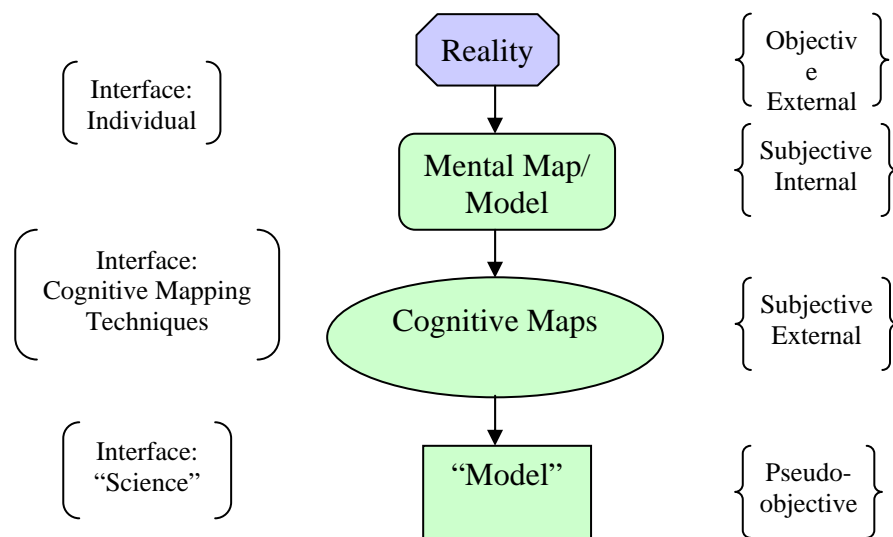 Reality
Objectiv
e
External
Interface:
Individual
Mental Map/
Model
Subjective
Internal
Interface:
Cognitive Mapping
Techniques
Cognitive Maps
Subjective
External
Interface:
“Science”
“Model”
Pseudo-
objective